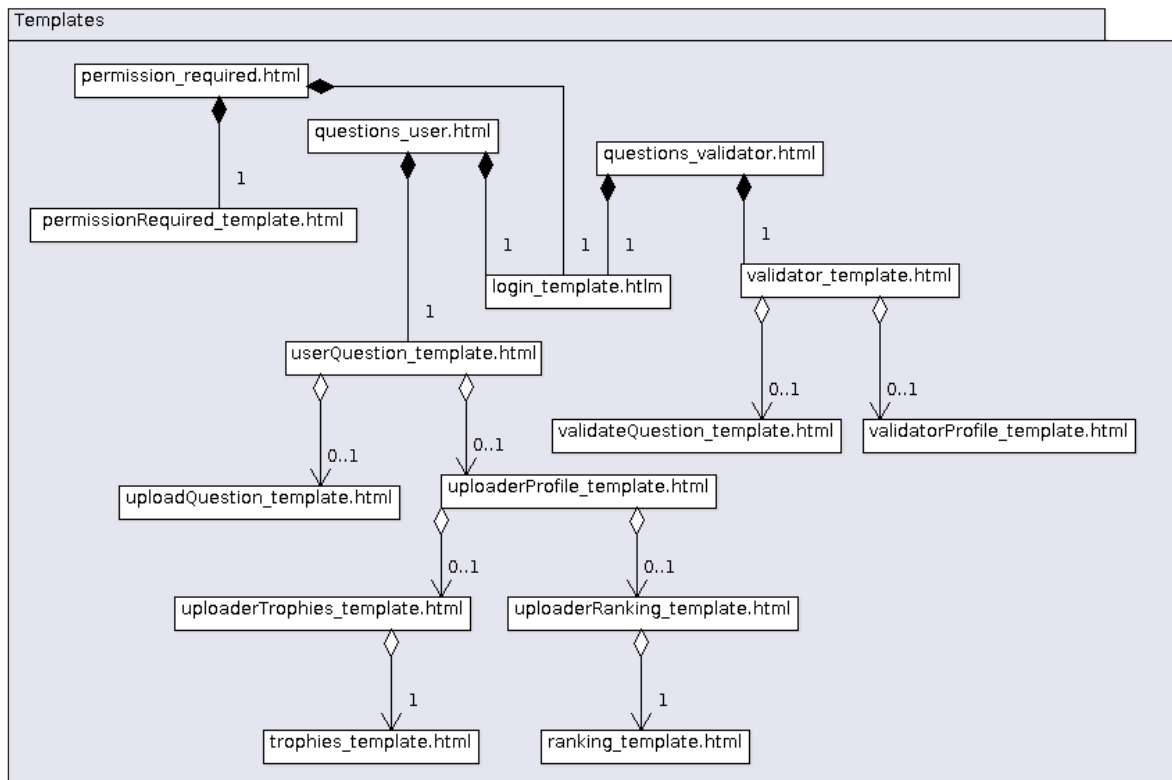 Templates
permission_required.html
questions_user.html
questions_validator.html
1
permissionRequired_template.html
1
1
1
1
login_template.htlm
validator_template.html
1
userQuestion_template.html
0..1
0..1
validateQuestion_template.html
validatorProfile_template.html
0..1
0..1
uploadQuestion_template.html
uploaderProfile_template.html
0..1
0..1
uploaderTrophies_template.html
uploaderRanking_template.html
1
1
trophies_template.html
ranking_template.html